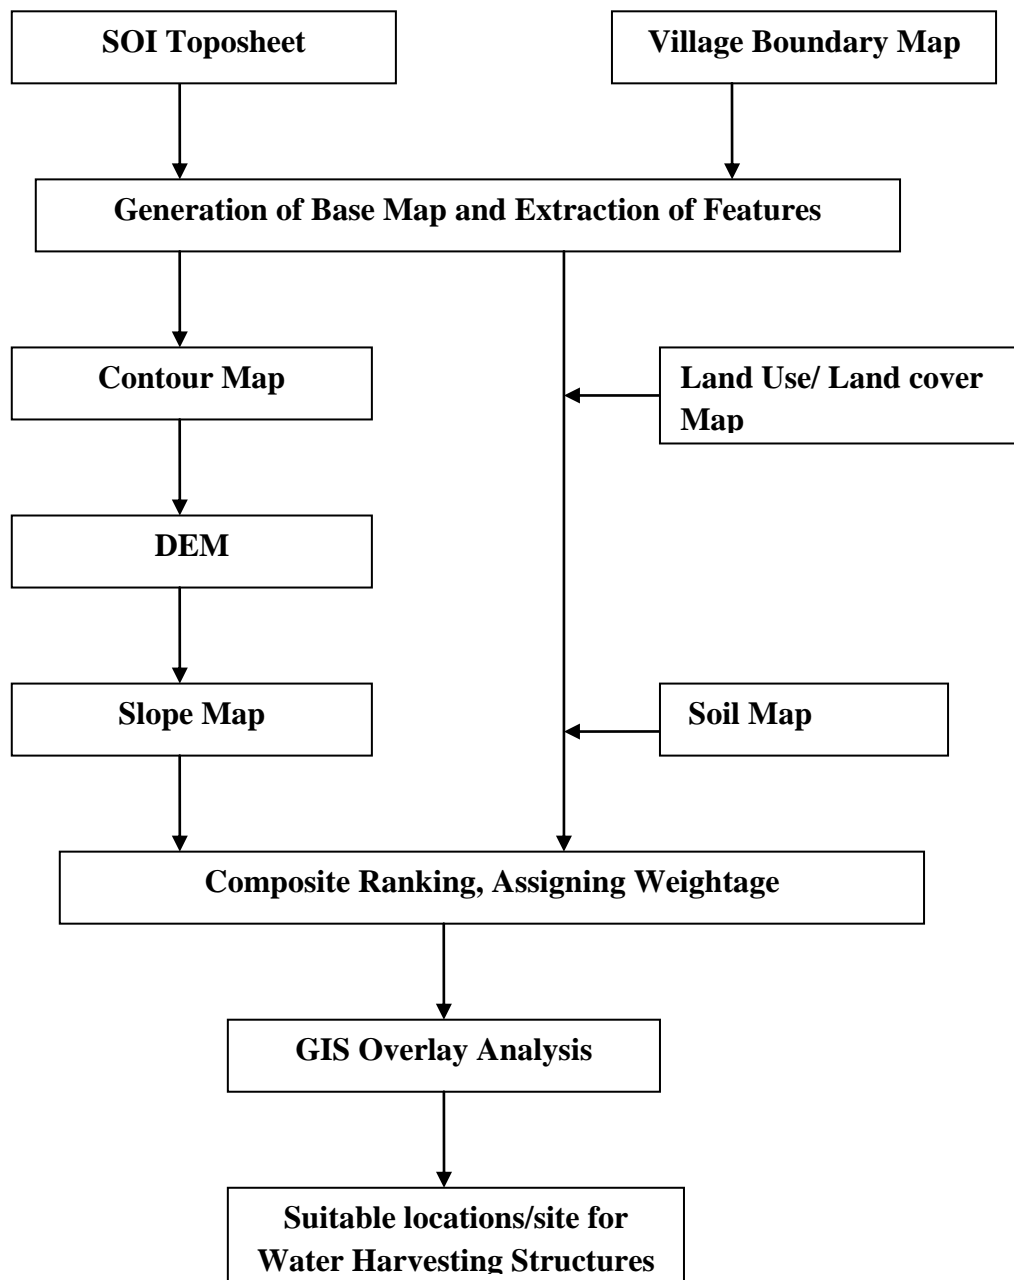 SOI Toposheet
Village Boundary Map
Generation of Base Map and Extraction of Features
Contour Map
Land Use/ Land cover
Map
DEM
Slope Map
Soil Map
Composite Ranking, Assigning Weightage
GIS Overlay Analysis
Suitable locations/site for
Water Harvesting Structures